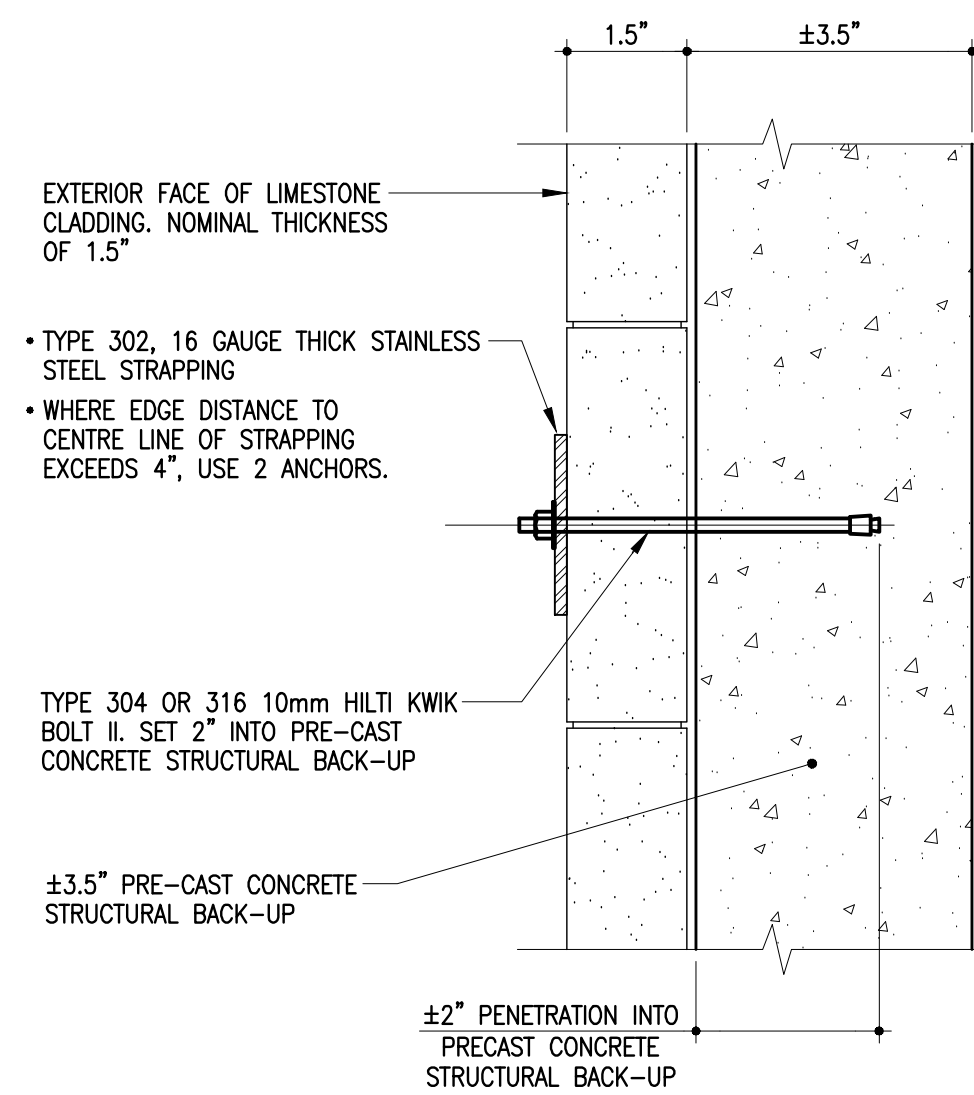 1.5”
±3.5”
EXTERIOR FACE OF LIMESTONE
CLADDING. NOMINAL THICKNESS
OF 1.5”
• TYPE 302, 16 GAUGE THICK STAINLESS
STEEL STRAPPING
• WHERE EDGE DISTANCE TO
CENTRE LINE OF STRAPPING
EXCEEDS 4”, USE 2 ANCHORS.
TYPE 304 OR 316 10mm HILTI KWIK
BOLT II. SET 2” INTO PRE-CAST
CONCRETE STRUCTURAL BACK-UP
±3.5” PRE-CAST CONCRETE
STRUCTURAL BACK-UP
±2” PENETRATION INTO
PRECAST CONCRETE
STRUCTURAL BACK-UP